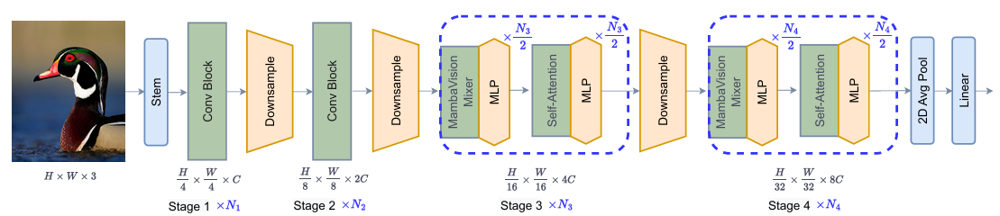 Stem
Conv Block
Downsample
Conv Block
Downsample
MambaVision
Mixer
MLP
× N₃/2
Self-Attention
MLP
× N₃/2
Downsample
MambaVision
Mixer
MLP
× N₄/2
Self-Attention
MLP
× N₄/2
2D Avg Pool
Linear
H × W × 3
H/4 × W/4 × C
H/8 × W/8 × 2C
H/16 × W/16 × 4C
H/32 × W/32 × 8C
Stage 1 ×N₁
Stage 2 ×N₂
Stage 3 ×N₃
Stage 4 ×N₄